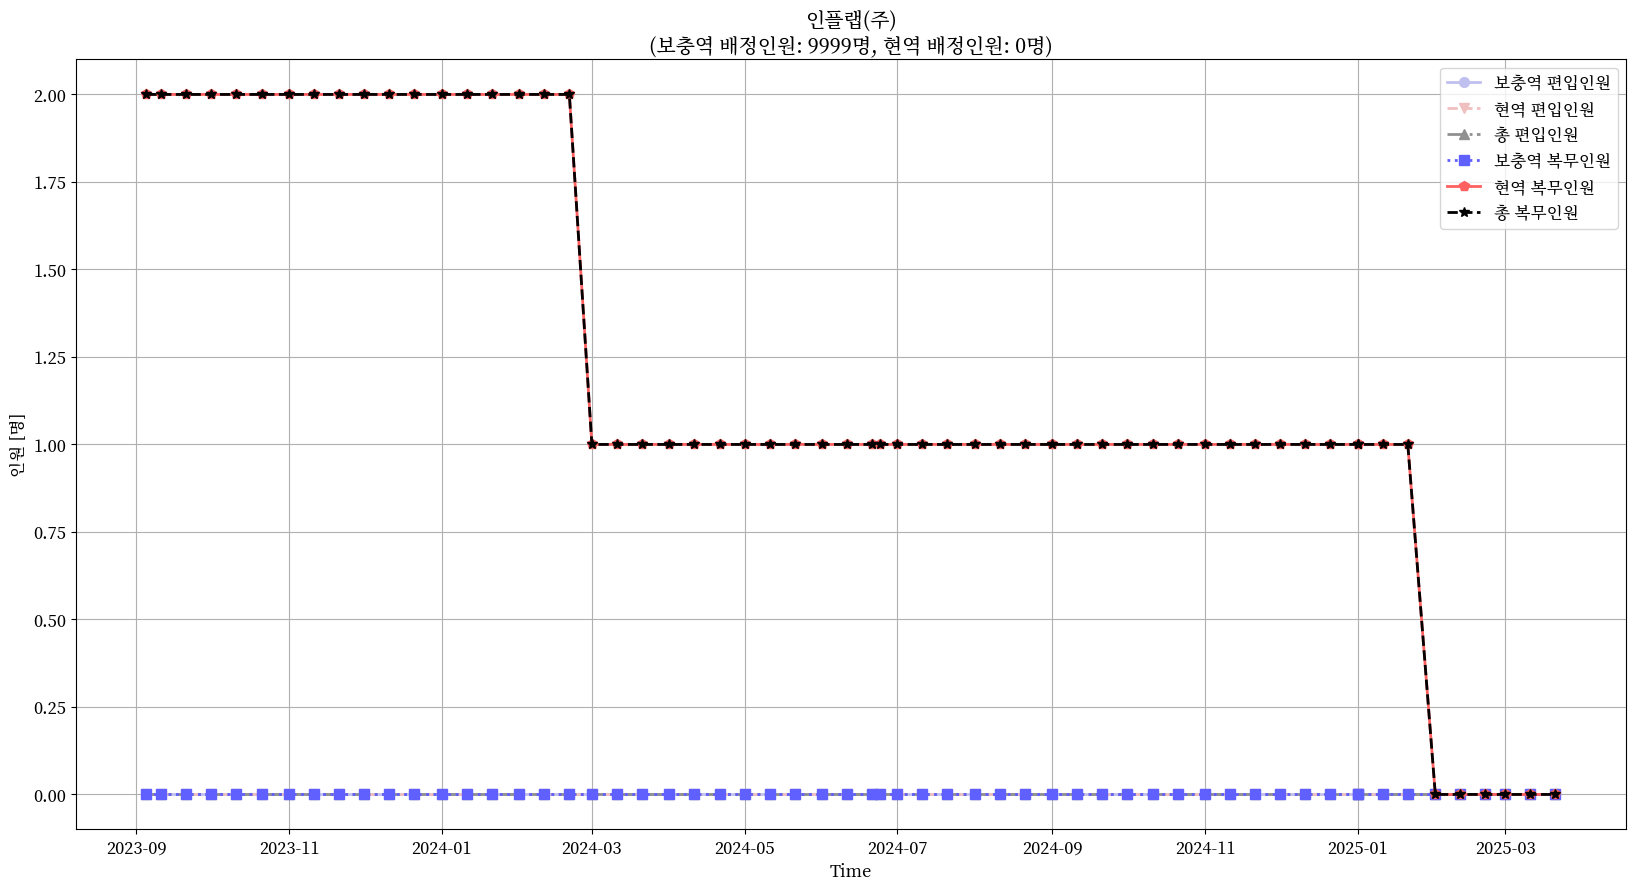 인플랩(주)
(보충역 배정인원: 9999명, 현역 배정인원: 0명)
보충역 편입인원
현역 편입인원
총 편입인원
보충역 복무인원
현역 복무인원
총 복무인원
인원 [명]
2.00
1.75
1.50
1.25
1.00
0.75
0.50
0.25
0.00
2023-09 2023-11 2024-01 2024-03 2024-05 2024-07 2024-09 2024-11 2025-01 2025-03
Time